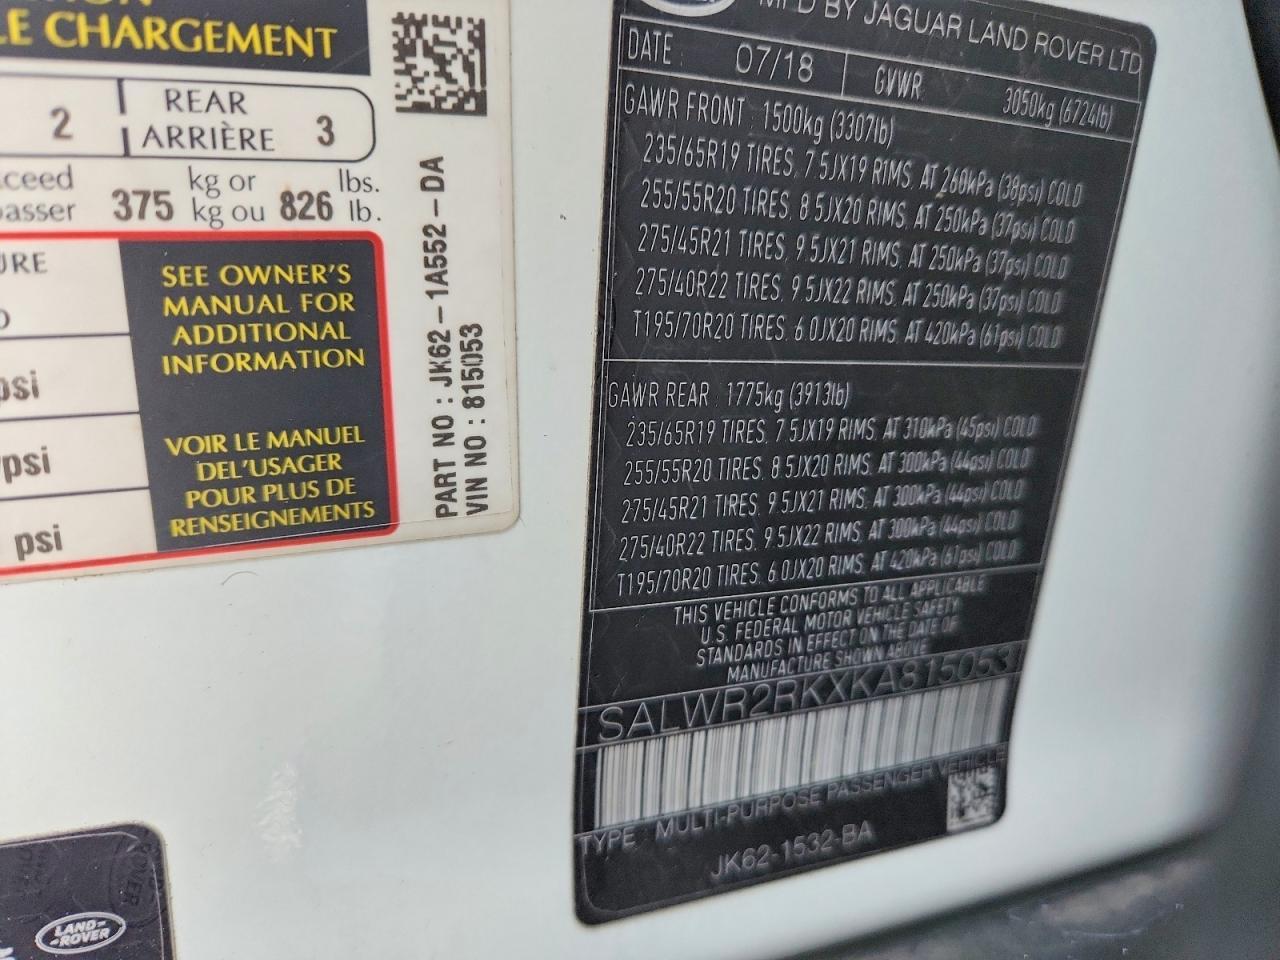 LE CHARGEMENT
2
REAR
ARRIÈRE
3
kg or
lbs.
375
kg ou
826
lb.
SEE OWNER'S
MANUAL FOR
ADDITIONAL
INFORMATION
psi
psi
psi
VOIR LE MANUEL
DEL'USAGER
POUR PLUS DE
RENSEIGNEMENTS
PART NO : JK62-1A552-DA
VIN NO : 815053
MFD BY JAGUAR LAND ROVER LTD
DATE : 07/18 GVWR 3050kg (6724lb)
GAWR FRONT : 1500kg (3307lb)
235/65R19 TIRES, 7.5JX19 RIMS, AT 260kPa (38psi) COLD
255/55R20 TIRES, 8.5JX20 RIMS, AT 250kPa (37psi) COLD
275/45R21 TIRES, 9.5JX21 RIMS, AT 250kPa (37psi) COLD
275/40R22 TIRES, 9.5JX22 RIMS, AT 250kPa (37psi) COLD
T195/70R20 TIRES, 6.0JX20 RIMS, AT 420kPa (61psi) COLD
GAWR REAR : 1775kg (3913lb)
235/65R19 TIRES, 7.5JX19 RIMS, AT 310kPa (45psi) COLD
255/55R20 TIRES, 8.5JX20 RIMS, AT 300kPa (44psi) COLD
275/45R21 TIRES, 9.5JX21 RIMS, AT 300kPa (44psi) COLD
275/40R22 TIRES, 9.5JX22 RIMS, AT 300kPa (44psi) COLD
T195/70R20 TIRES, 6.0JX20 RIMS, AT 420kPa (61psi) COLD
THIS VEHICLE CONFORMS TO ALL APPLICABLE
U.S. FEDERAL MOTOR VEHICLE SAFETY
STANDARDS IN EFFECT ON THE DATE OF
MANUFACTURE SHOWN ABOVE
SALWR2RKXKA815053
TYPE : MULTI-PURPOSE PASSENGER VEHICLE
JK62-1532-BA
LAND-
-ROVER